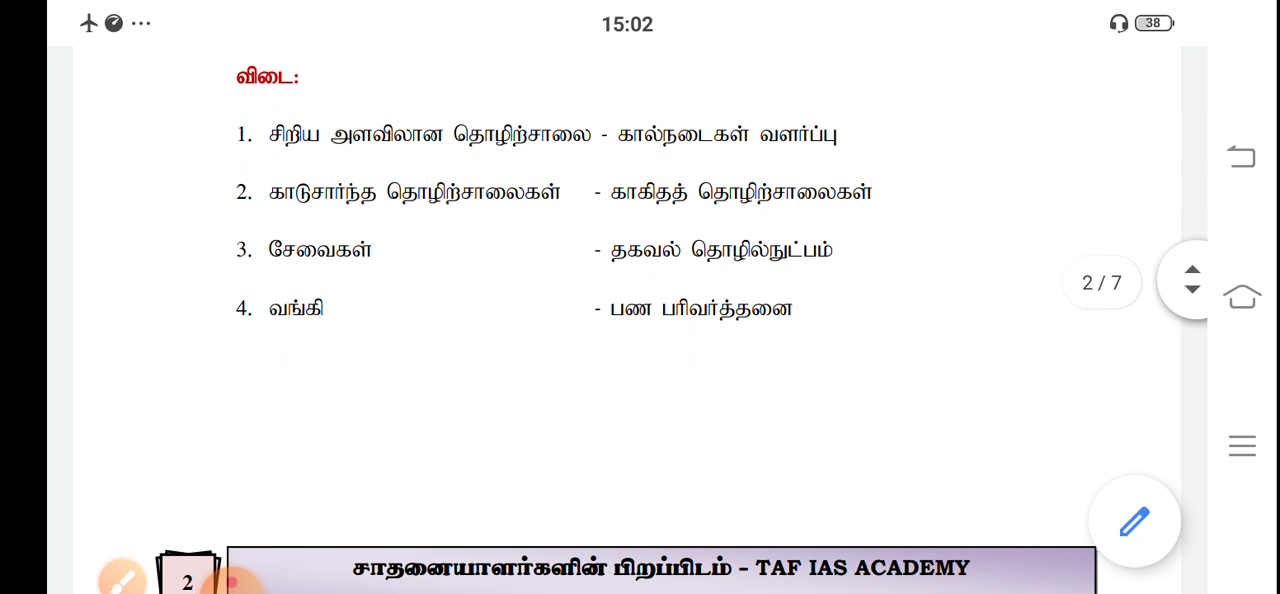 15:02
38
விடை:
1. சிறிய அளவிலான தொழிற்சாலை - கால்நடைகள் வளர்ப்பு
2. காடுசார்ந்த தொழிற்சாலைகள் - காகிதத் தொழிற்சாலைகள்
3. சேவைகள் - தகவல் தொழில்நுட்பம்
4. வங்கி - பண பரிவர்த்தனை
2 / 7
2
சாதனையாளர்களின் பிறப்பிடம் - TAF IAS ACADEMY